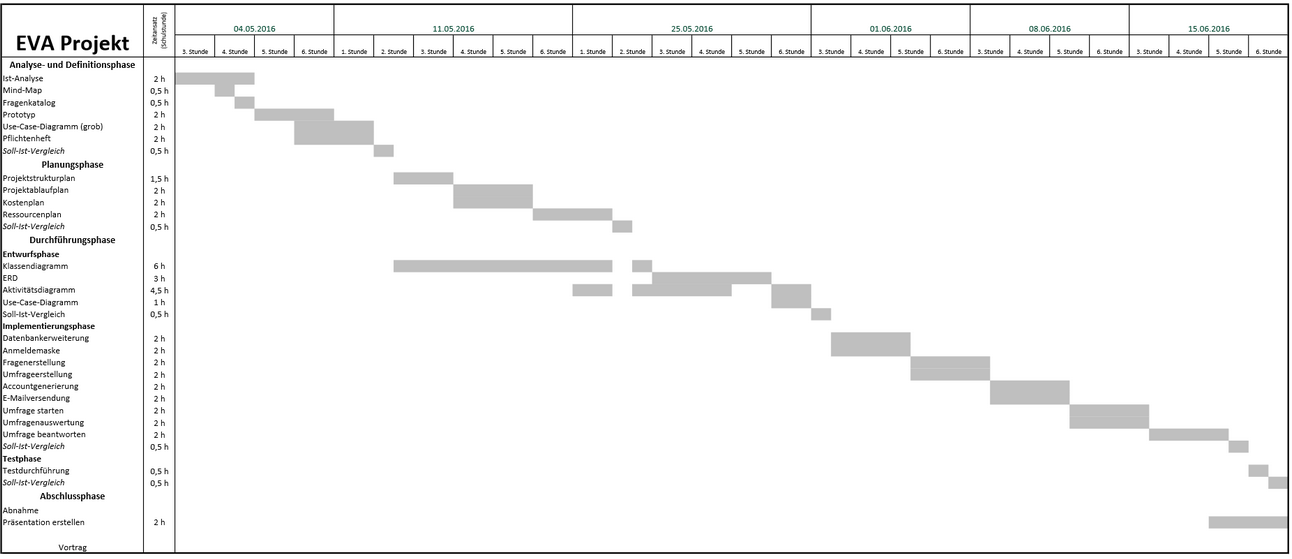 EVA Projekt
Zeitansatz (Schulstunde)
04.05.2016 11.05.2016 25.05.2016 01.06.2016 08.06.2016 15.06.2016
3. Stunde 4. Stunde 5. Stunde 6. Stunde 1. Stunde 2. Stunde 3. Stunde 4. Stunde 5. Stunde 6. Stunde 1. Stunde 2. Stunde 3. Stunde 4. Stunde 5. Stunde 6. Stunde 3. Stunde 4. Stunde 5. Stunde 6. Stunde 3. Stunde 4. Stunde 5. Stunde 6. Stunde 3. Stunde 4. Stunde 5. Stunde 6. Stunde
Analyse- und Definitionsphase
Ist-Analyse 2 h
Mind-Map 0,5 h
Fragenkatalog 0,5 h
Prototyp 2 h
Use-Case-Diagramm (grob) 2 h
Pflichtenheft 2 h
Soll-Ist-Vergleich 0,5 h
Planungsphase
Projektstrukturplan 1,5 h
Projektablaufplan 2 h
Kostenplan 2 h
Ressourcenplan 2 h
Soll-Ist-Vergleich 0,5 h
Durchführungsphase
Entwurfsphase
Klassendiagramm 6 h
ERD 3 h
Aktivitätsdiagramm 4,5 h
Use-Case-Diagramm 1 h
Soll-Ist-Vergleich 0,5 h
Implementierungsphase
Datenbankerweiterung 2 h
Anmeldemaske 2 h
Fragenerstellung 2 h
Umfrageerstellung 2 h
Accountgenerierung 2 h
E-Mailversendung 2 h
Umfrage starten 2 h
Umfragenauswertung 2 h
Umfrage beantworten 2 h
Soll-Ist-Vergleich 0,5 h
Testphase
Testdurchführung 0,5 h
Soll-Ist-Vergleich 0,5 h
Abschlussphase
Abnahme
Präsentation erstellen 2 h
Vortrag